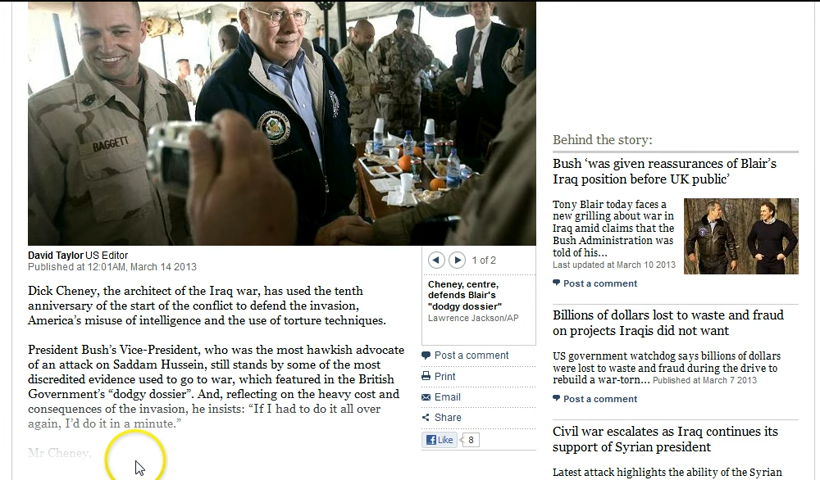 BAGGETT
David Taylor US Editor
Published at 12:01AM, March 14 2013
Dick Cheney, the architect of the Iraq war, has used the tenth
anniversary of the start of the conflict to defend the invasion,
America's misuse of intelligence and the use of torture techniques.
President Bush's Vice-President, who was the most hawkish advocate
of an attack on Saddam Hussein, still stands by some of the most
discredited evidence used to go to war, which featured in the British
Government's “dodgy dossier”. And, reflecting on the heavy cost and
consequences of the invasion, he insists: “If I had to do it all over
again, I'd do it in a minute.”
Mr Cheney,
1 of 2
Cheney, centre,
defends Blair's
"dodgy dossier"
Lawrence Jackson/AP
Post a comment
Print
Email
Share
Like 8
Behind the story:
Bush ‘was given reassurances of Blair's
Iraq position before UK public’
Tony Blair today faces a
new grilling about war in
Iraq amid claims that the
Bush Administration was
told of his...
Last updated at March 10 2013
Post a comment
Billions of dollars lost to waste and fraud
on projects Iraqis did not want
US government watchdog says billions of dollars
were lost to waste and fraud during the drive to
rebuild a war-torn... Published at March 7 2013
Post a comment
Civil war escalates as Iraq continues its
support of Syrian president
Latest attack highlights the ability of the Syrian